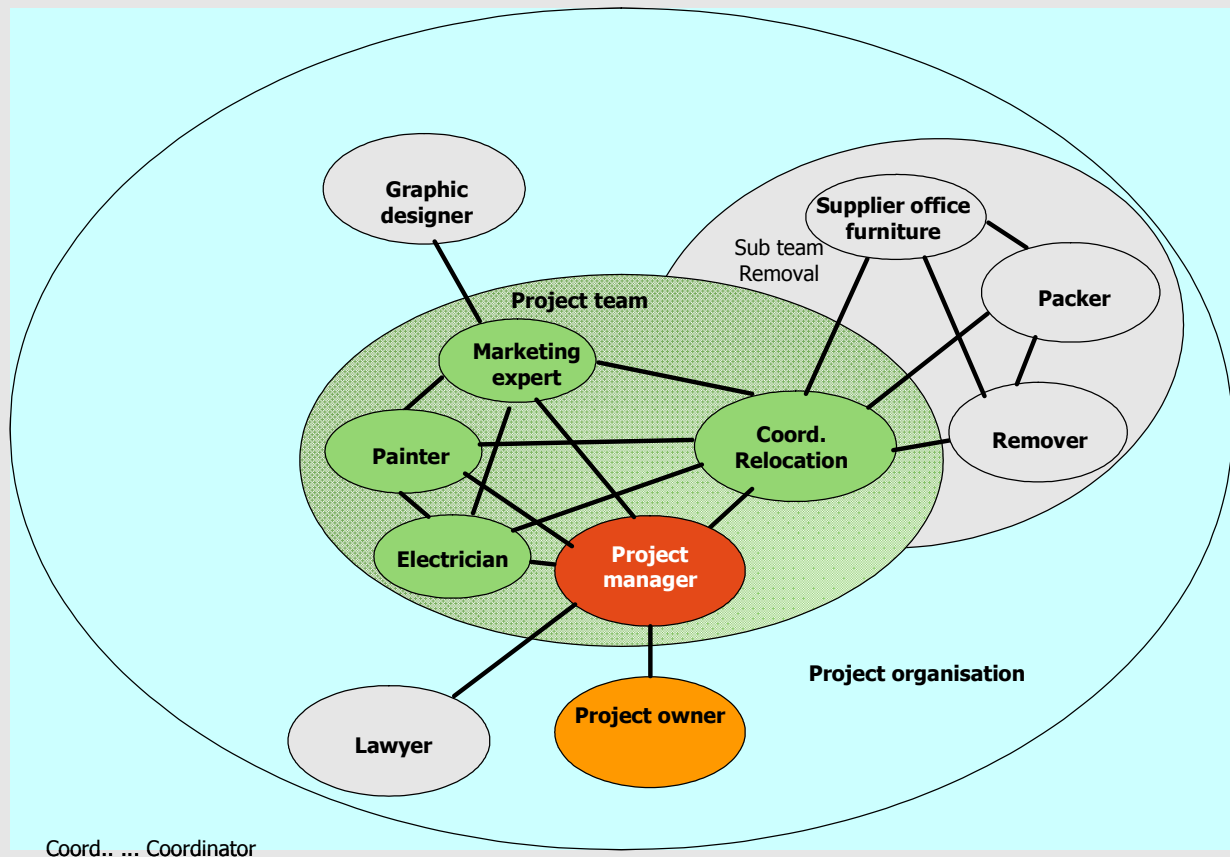 Graphic
designer
Supplier office
furniture
Sub team
Removal
Packer
Project team
Marketing
expert
Painter
Coord.
Relocation
Remover
Electrician
Project
manager
Project organisation
Lawyer
Project owner
Coord.. ... Coordinator